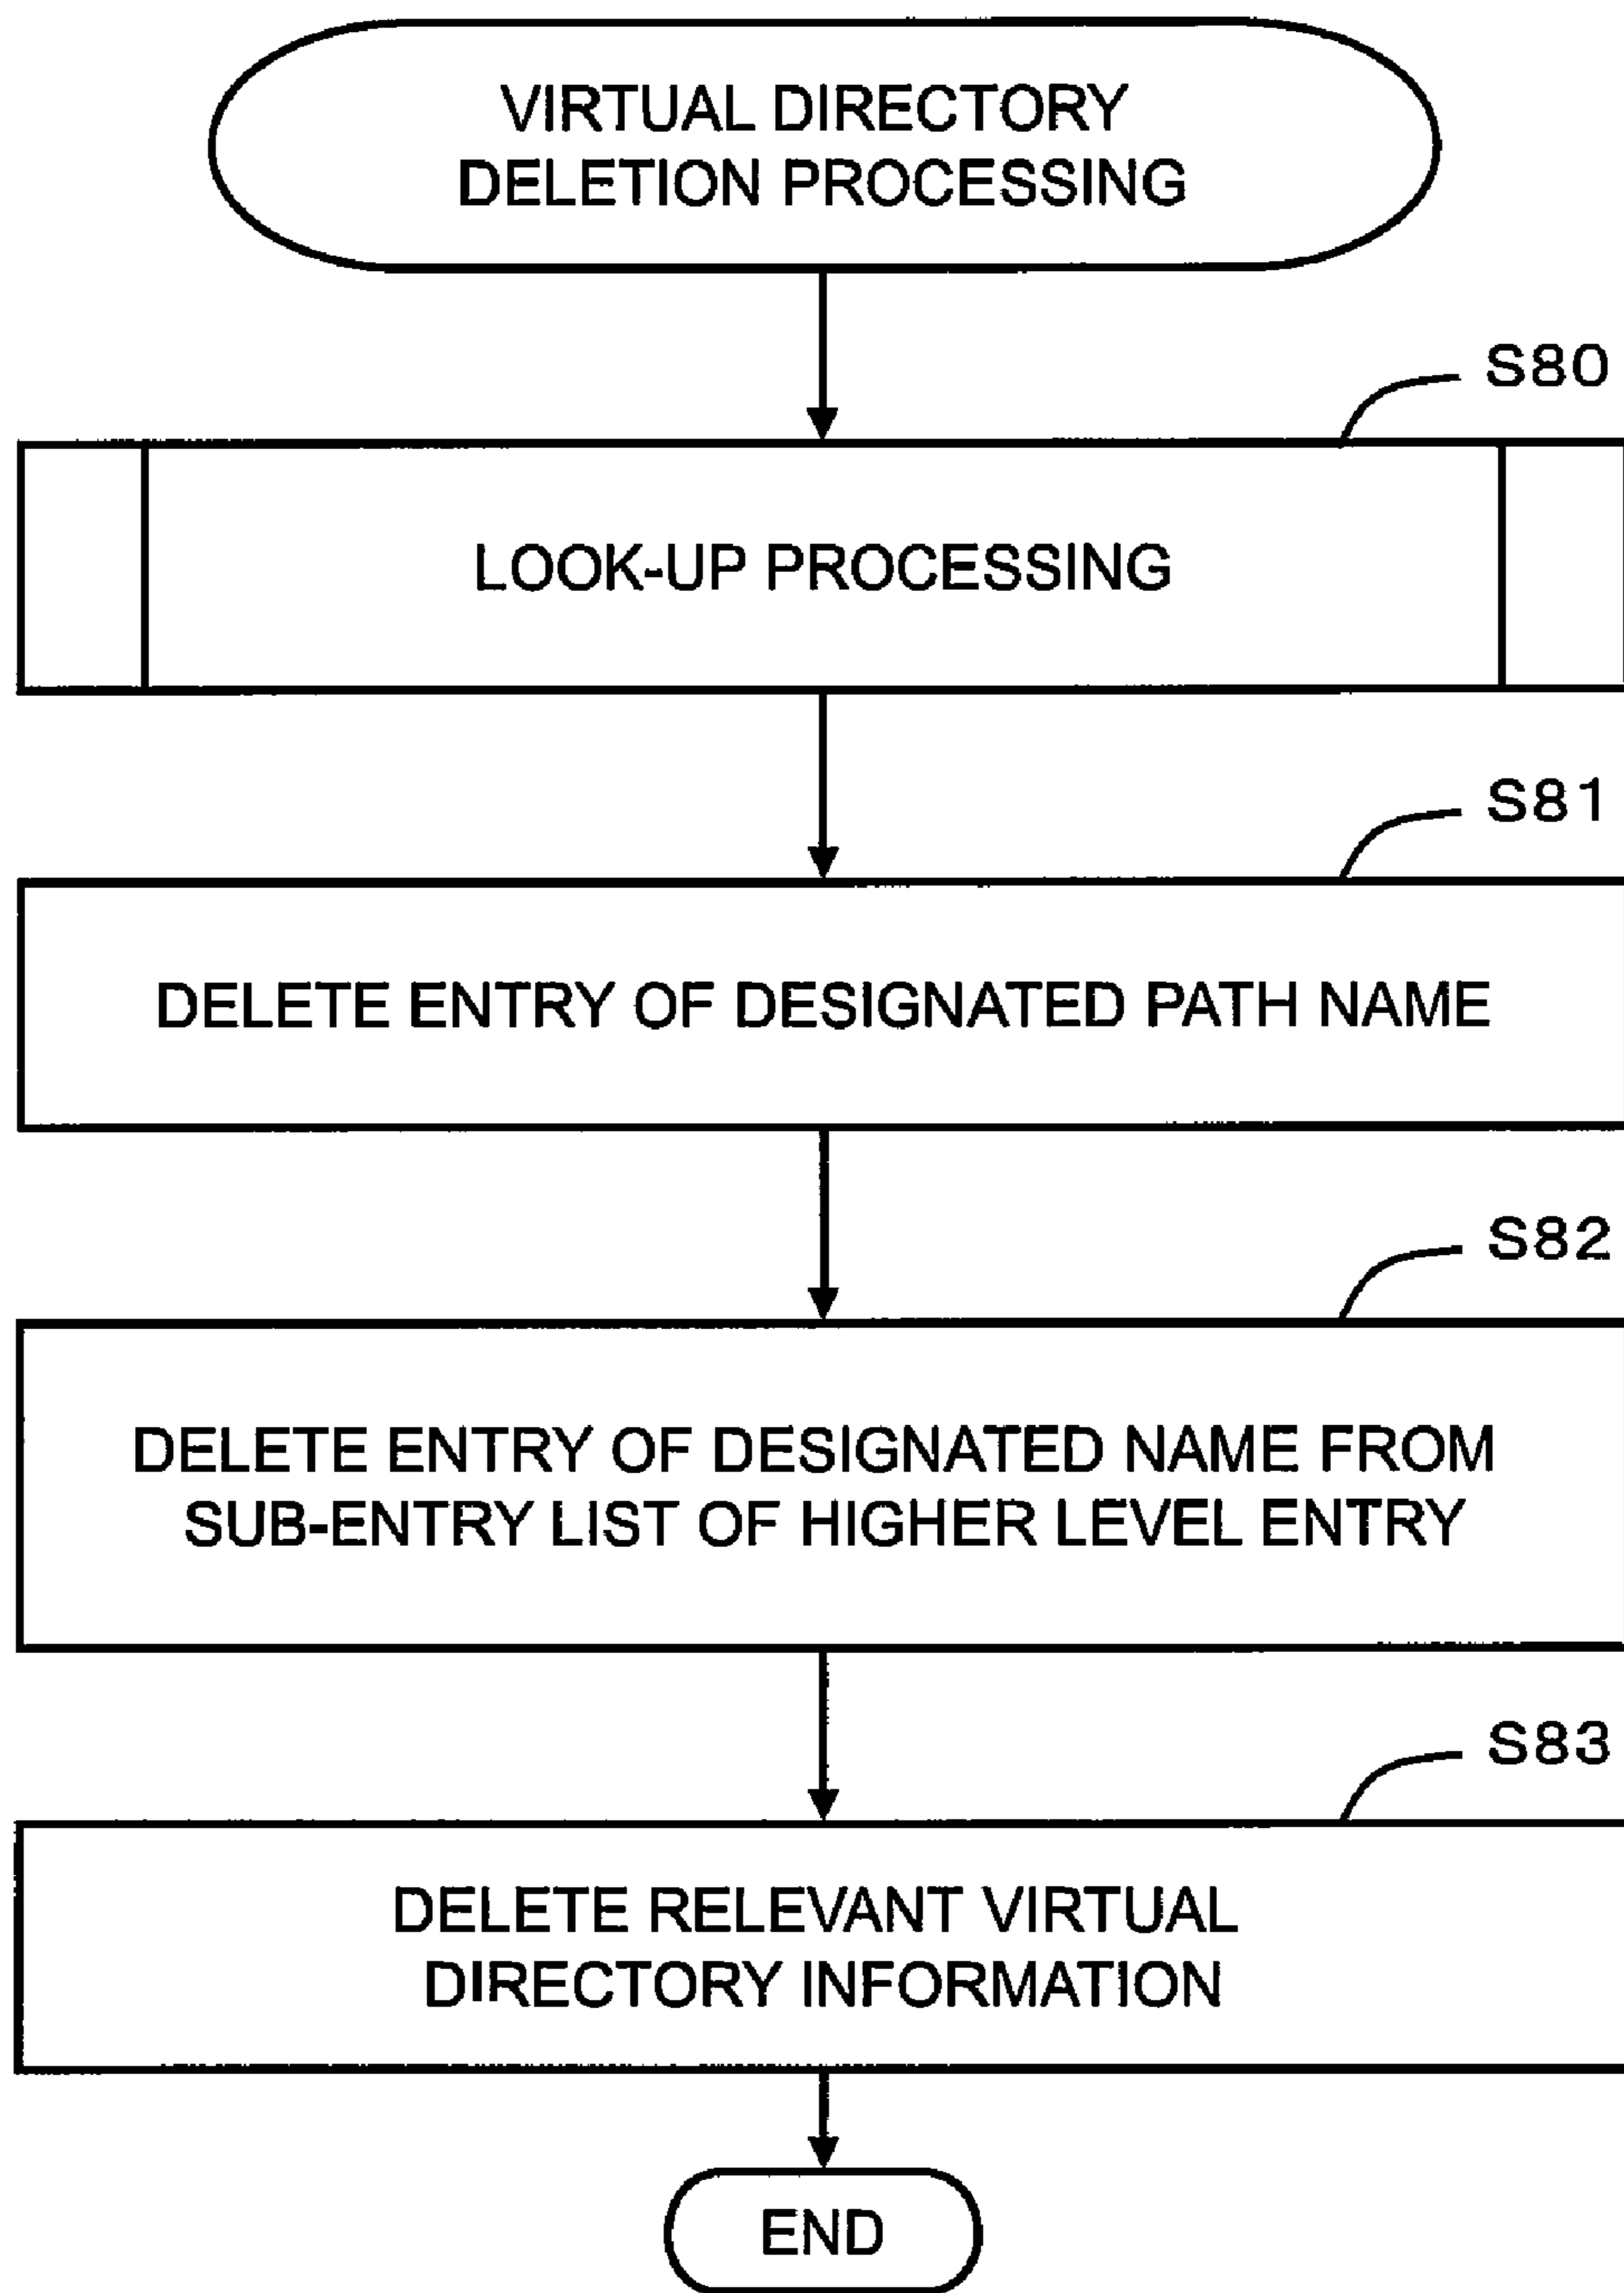 VIRTUAL DIRECTORY
DELETION PROCESSING
S80
LOOK-UP PROCESSING
S81
DELETE ENTRY OF DESIGNATED PATH NAME
S82
DELETE ENTRY OF DESIGNATED NAME FROM
SUB-ENTRY LIST OF HIGHER LEVEL ENTRY
S83
DELETE RELEVANT VIRTUAL
DIRECTORY INFORMATION
END